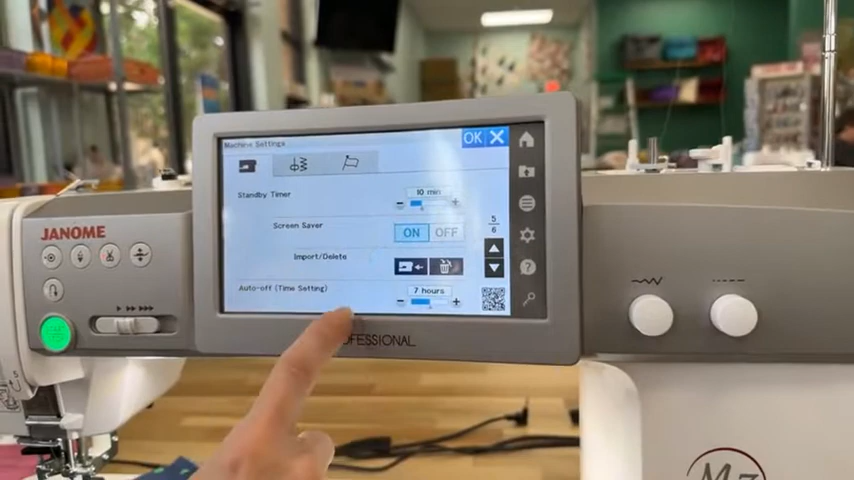 Machine Settings
OK
Standby Timer
10 min
Screen Saver
ON
OFF
5
6
Import/Delete
Auto-off (Time Setting)
7 hours
JANOME
OFESSIONAL
M7